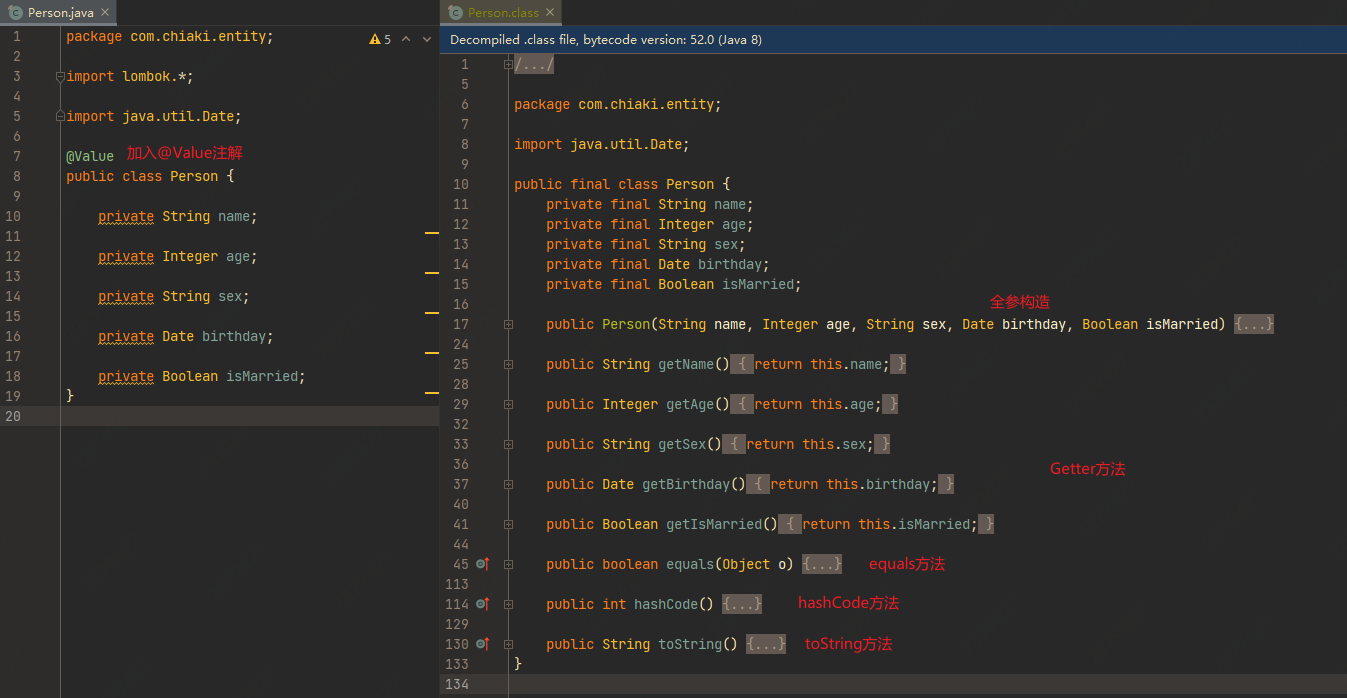 Person.java
5
1 package com.chiaki.entity;
2
3 import lombok.*;
4
5 import java.util.Date;
6
7 @Value 加入@Value注解
8 public class Person {
9
10 private String name;
11
12 private Integer age;
13
14 private String sex;
15
16 private Date birthday;
17
18 private Boolean isMarried;
19 }
20
Person.class
Decompiled .class file, bytecode version: 52.0 (Java 8)
1 /.../
5
6 package com.chiaki.entity;
7
8 import java.util.Date;
9
10 public final class Person {
11 private final String name;
12 private final Integer age;
13 private final String sex;
14 private final Date birthday;
15 private final Boolean isMarried;
16
全参构造
17 public Person(String name, Integer age, String sex, Date birthday, Boolean isMarried) {...}
24
25 public String getName() { return this.name; }
28
29 public Integer getAge() { return this.age; }
32
33 public String getSex() { return this.sex; }
36
Getter方法
37 public Date getBirthday() { return this.birthday; }
40
41 public Boolean getIsMarried() { return this.isMarried; }
44
45 public boolean equals(Object o) {...} equals方法
113
114 public int hashCode() {...} hashCode方法
129
130 public String toString() {...} toString方法
133 }
134